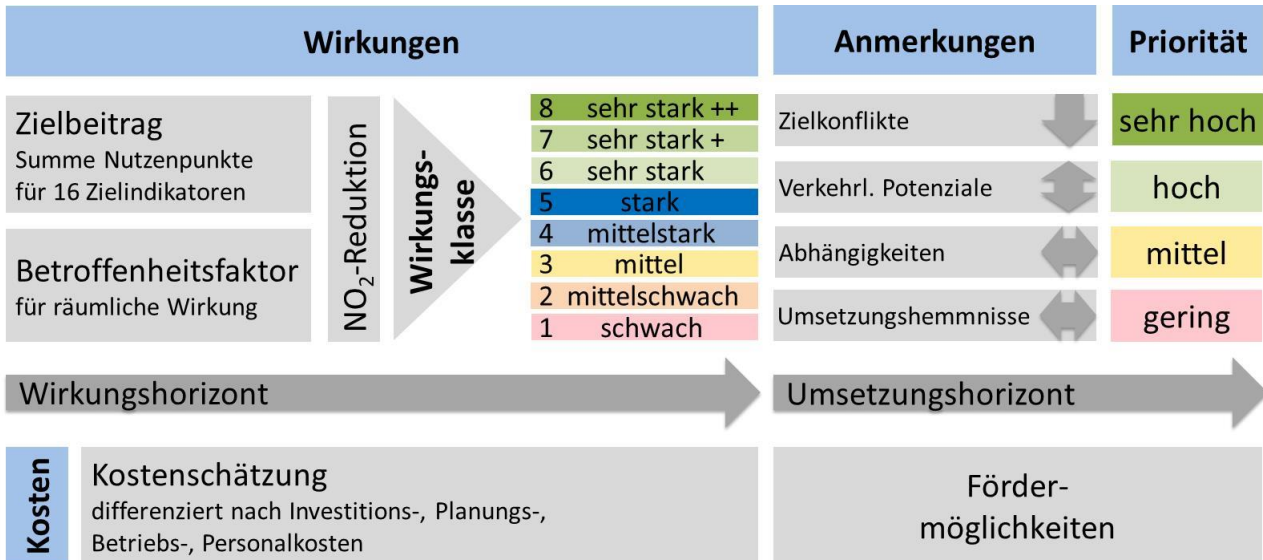 Wirkungen
Anmerkungen
Priorität
Zielbeitrag
Summe Nutzenpunkte
für 16 Zielindikatoren
Betroffenheitsfaktor
für räumliche Wirkung
NO₂-Reduktion
Wirkungs-
klasse
8 sehr stark ++
7 sehr stark +
6 sehr stark
5 stark
4 mittelstark
3 mittel
2 mittelschwach
1 schwach
Zielkonflikte
Verkehrl. Potenziale
Abhängigkeiten
Umsetzungshemmnisse
sehr hoch
hoch
mittel
gering
Wirkungshorizont
Umsetzungshorizont
Kosten
Kostenschätzung
differenziert nach Investitions-, Planungs-,
Betriebs-, Personalkosten
Förder-
möglichkeiten